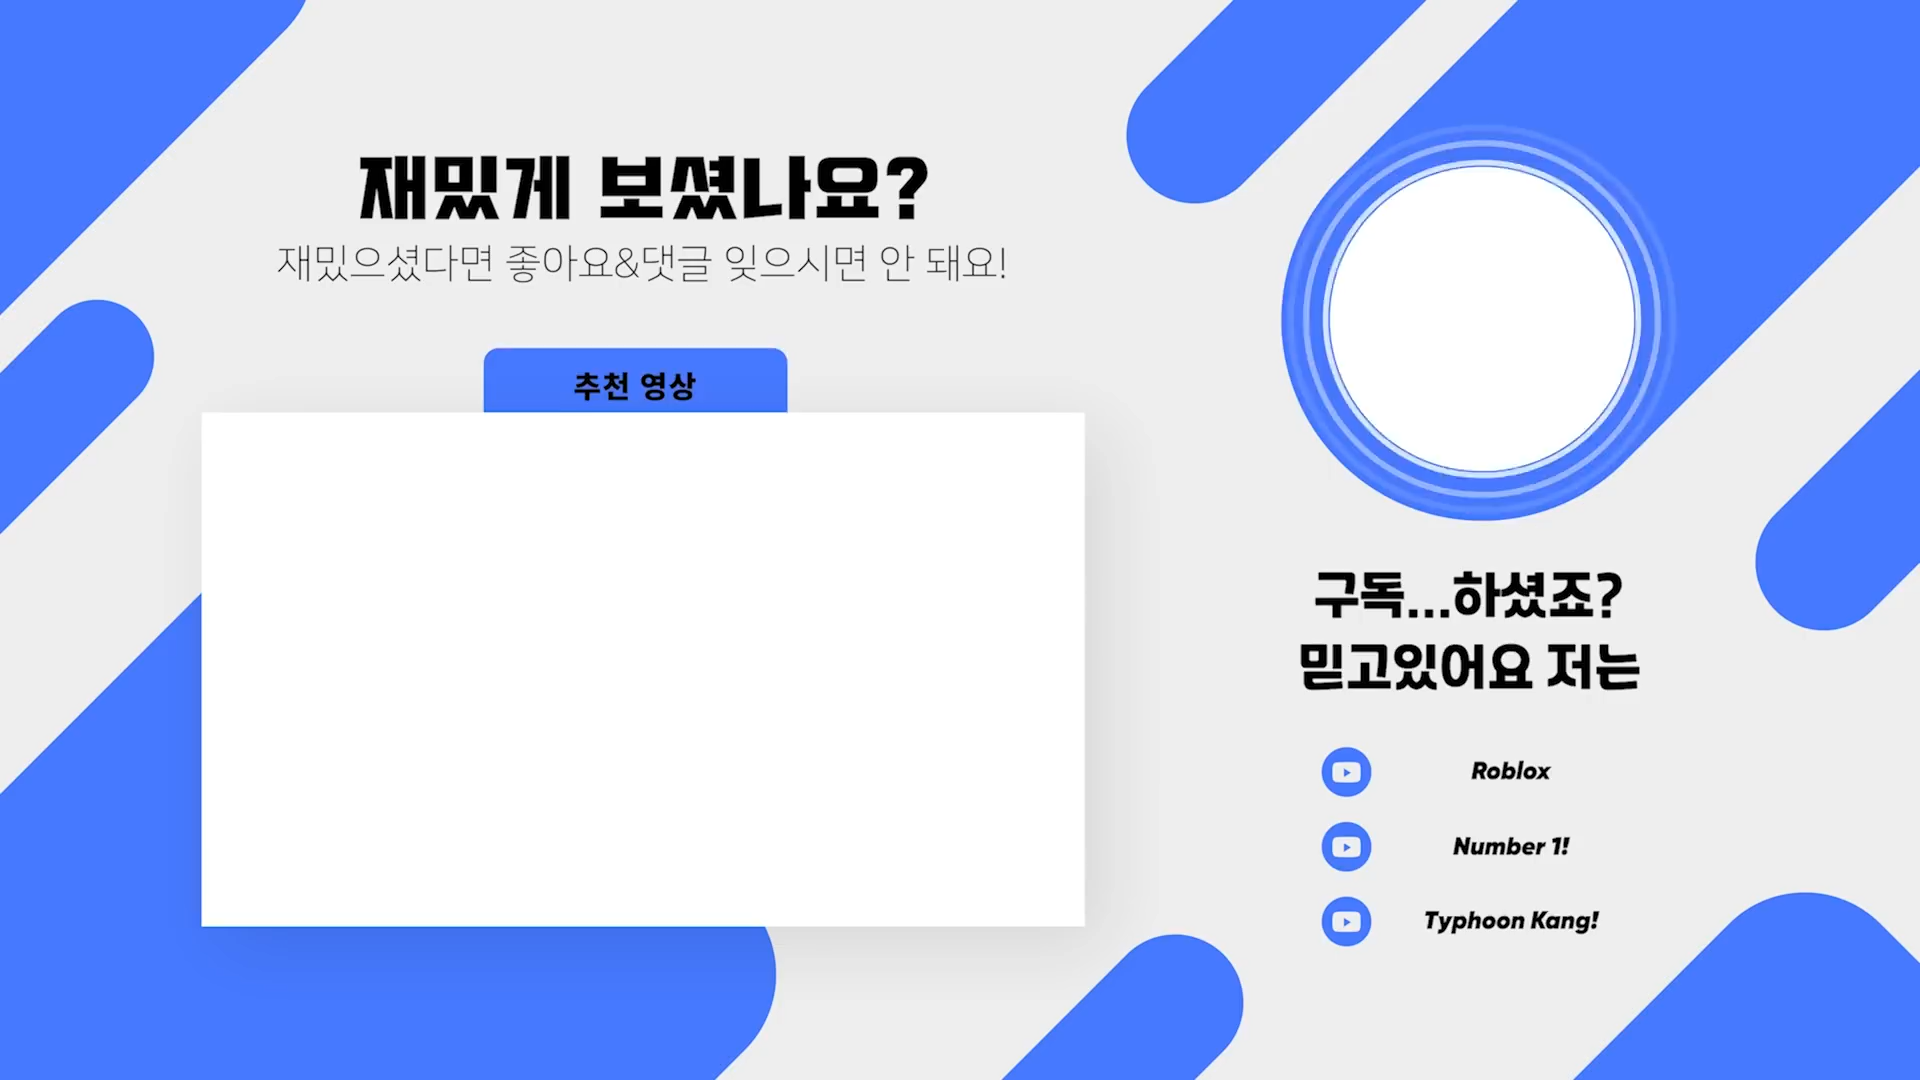 재밌게 보셨나요?
재밌으셨다면 좋아요&댓글 잊으시면 안 돼요!
추천 영상
구독...하셨죠?
믿고있어요 저는
Roblox
Number 1!
Typhoon Kang!